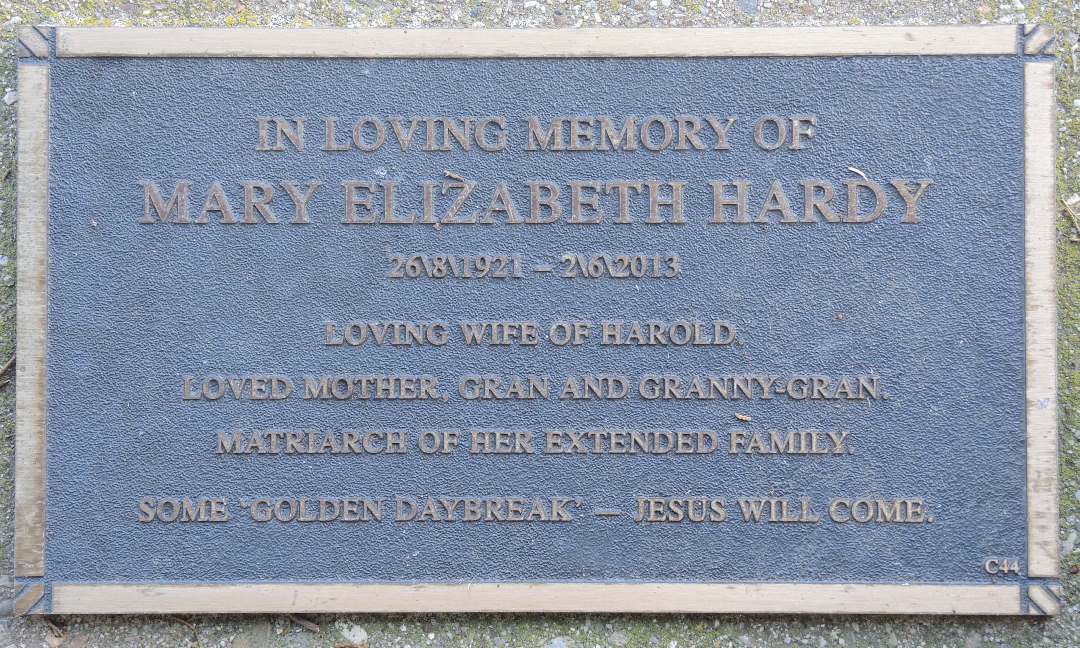 IN LOVING MEMORY OF
MARY ELIZABETH HARDY
26\8\1921 – 2\6\2013
LOVING WIFE OF HAROLD.
LOVED MOTHER, GRAN AND GRANNY-GRAN.
MATRIARCH OF HER EXTENDED FAMILY.
SOME "GOLDEN DAYBREAK" – JESUS WILL COME.
C44